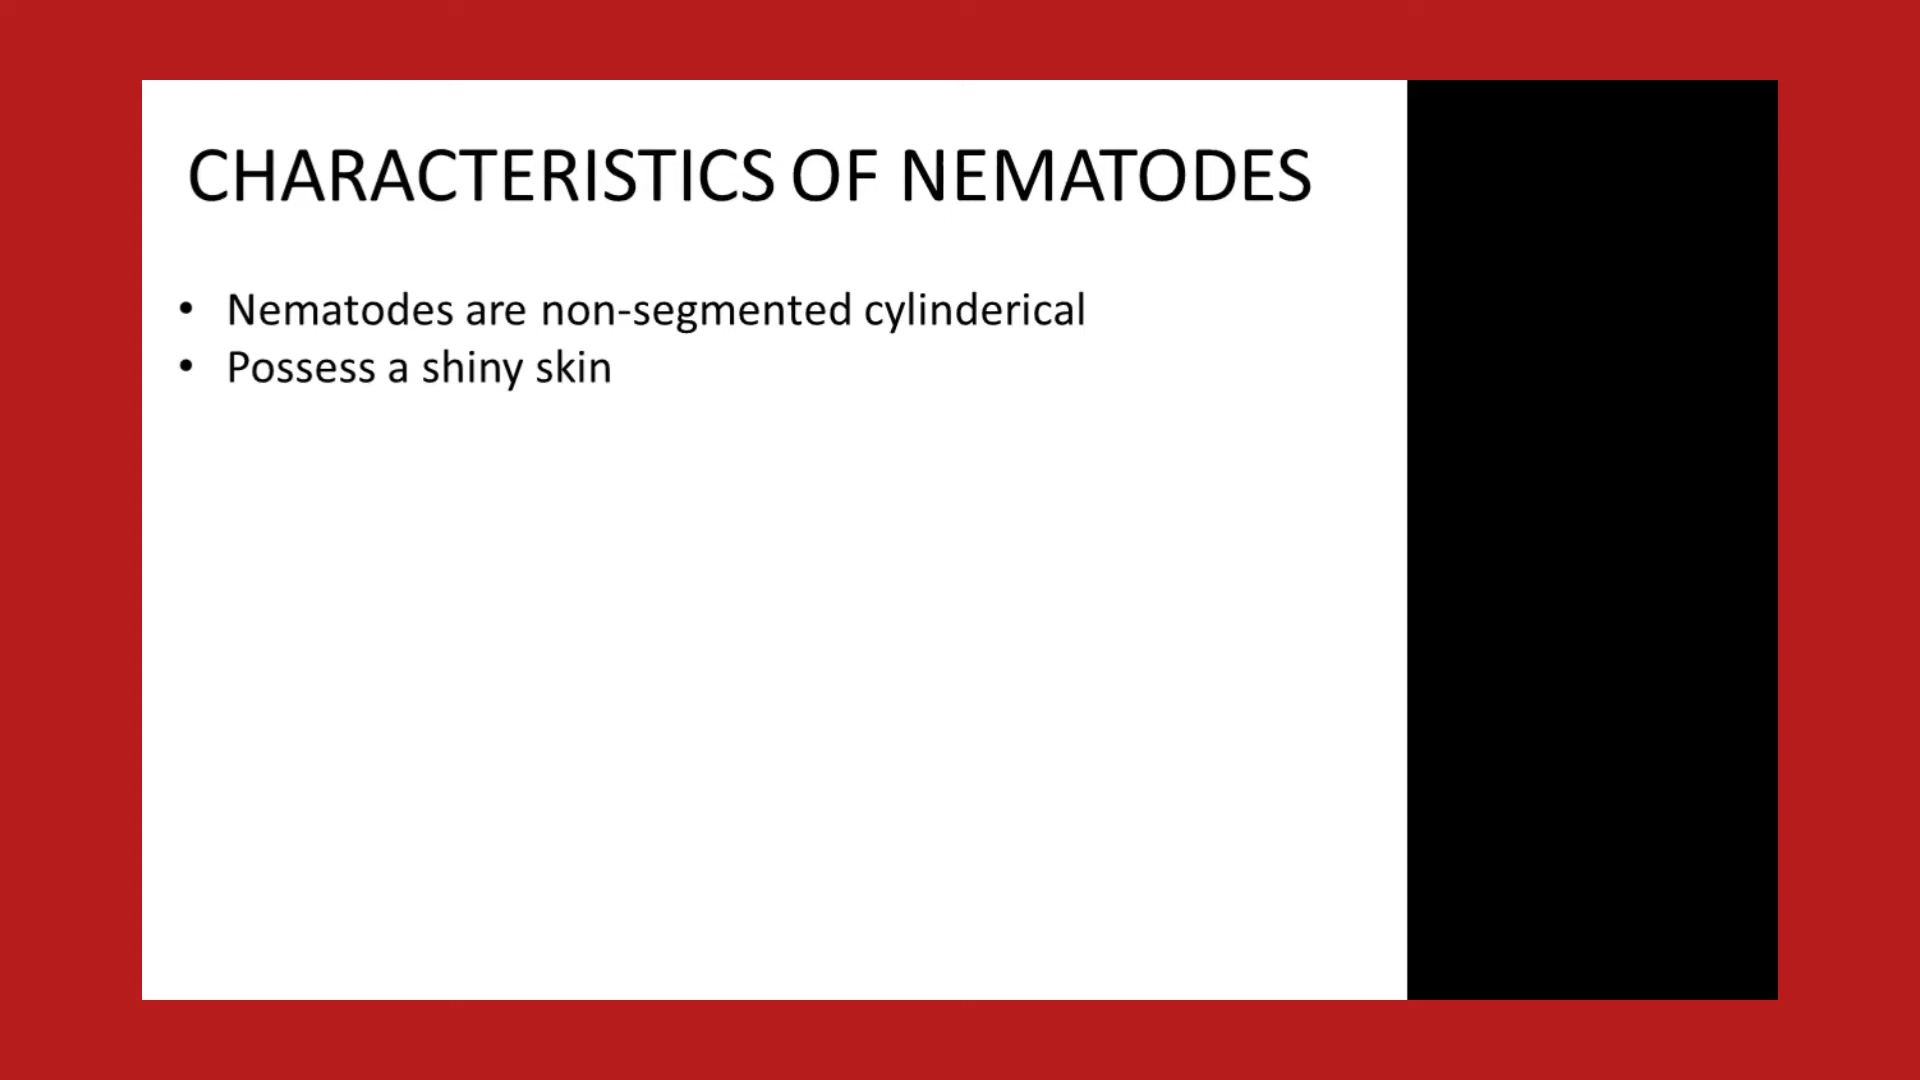 CHARACTERISTICS OF NEMATODES
• Nematodes are non-segmented cylinderical
• Possess a shiny skin